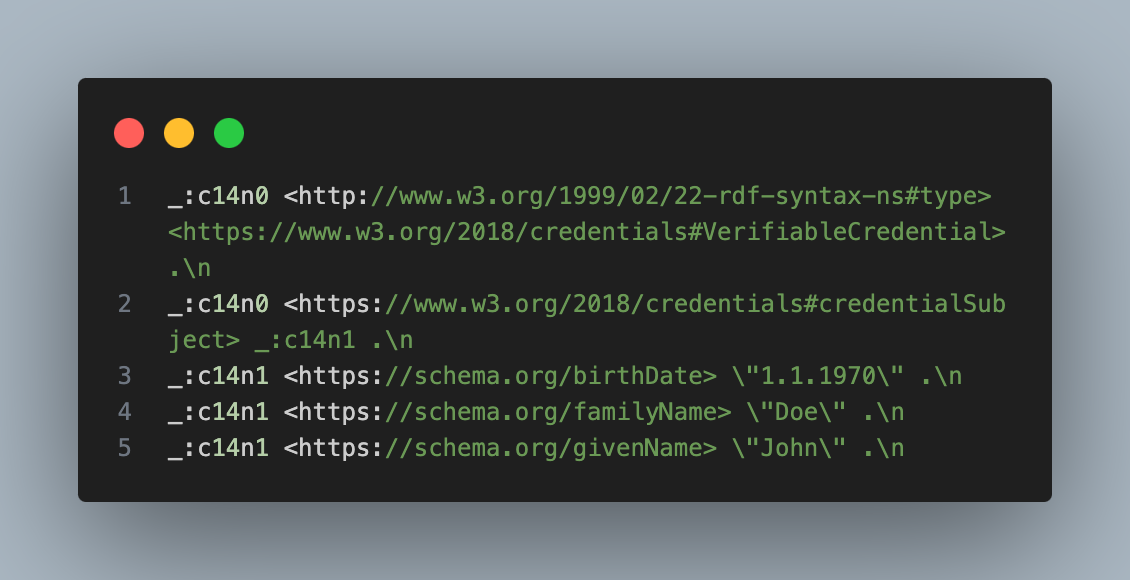 1 _:c14n0 <http://www.w3.org/1999/02/22-rdf-syntax-ns#type>
<https://www.w3.org/2018/credentials#VerifiableCredential>
.\n
2 _:c14n0 <https://www.w3.org/2018/credentials#credentialSub
ject> _:c14n1 .\n
3 _:c14n1 <https://schema.org/birthDate> \"1.1.1970\" .\n
4 _:c14n1 <https://schema.org/familyName> \"Doe\" .\n
5 _:c14n1 <https://schema.org/givenName> \"John\" .\n